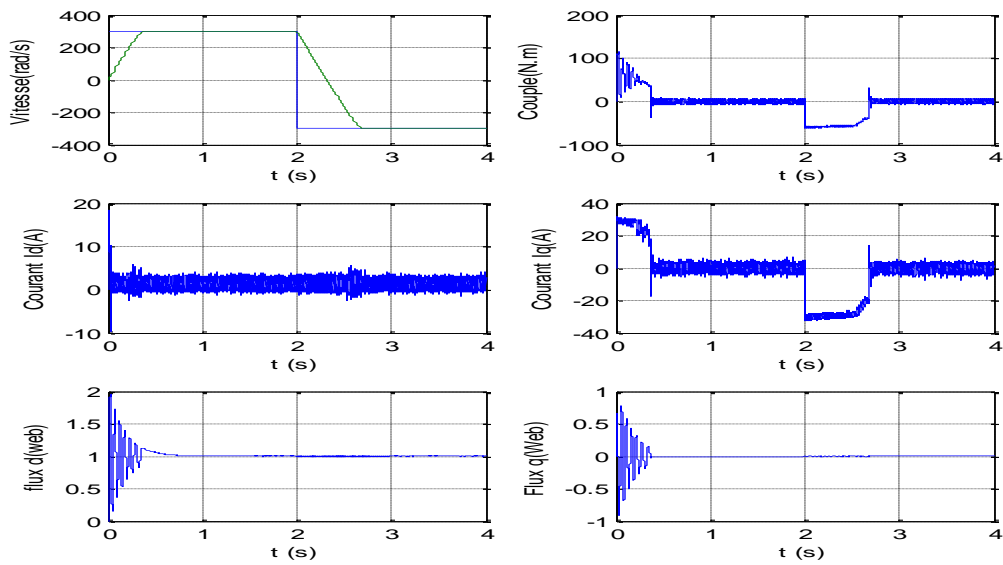 400
200
0
-200
-400
Vitesse(rad/s)
0 1 2 3 4
t (s)
200
100
0
-100
Couple(N.m)
0 1 2 3 4
t (s)
20
10
0
-10
Courant Id(A)
0 1 2 3 4
t (s)
40
20
0
-20
-40
Courant Iq(A)
0 1 2 3 4
t (s)
2
1.5
1
0.5
0
flux d(web)
0 1 2 3 4
t (s)
1
0.5
0
-0.5
-1
Flux q(Web)
0 1 2 3 4
t (s)